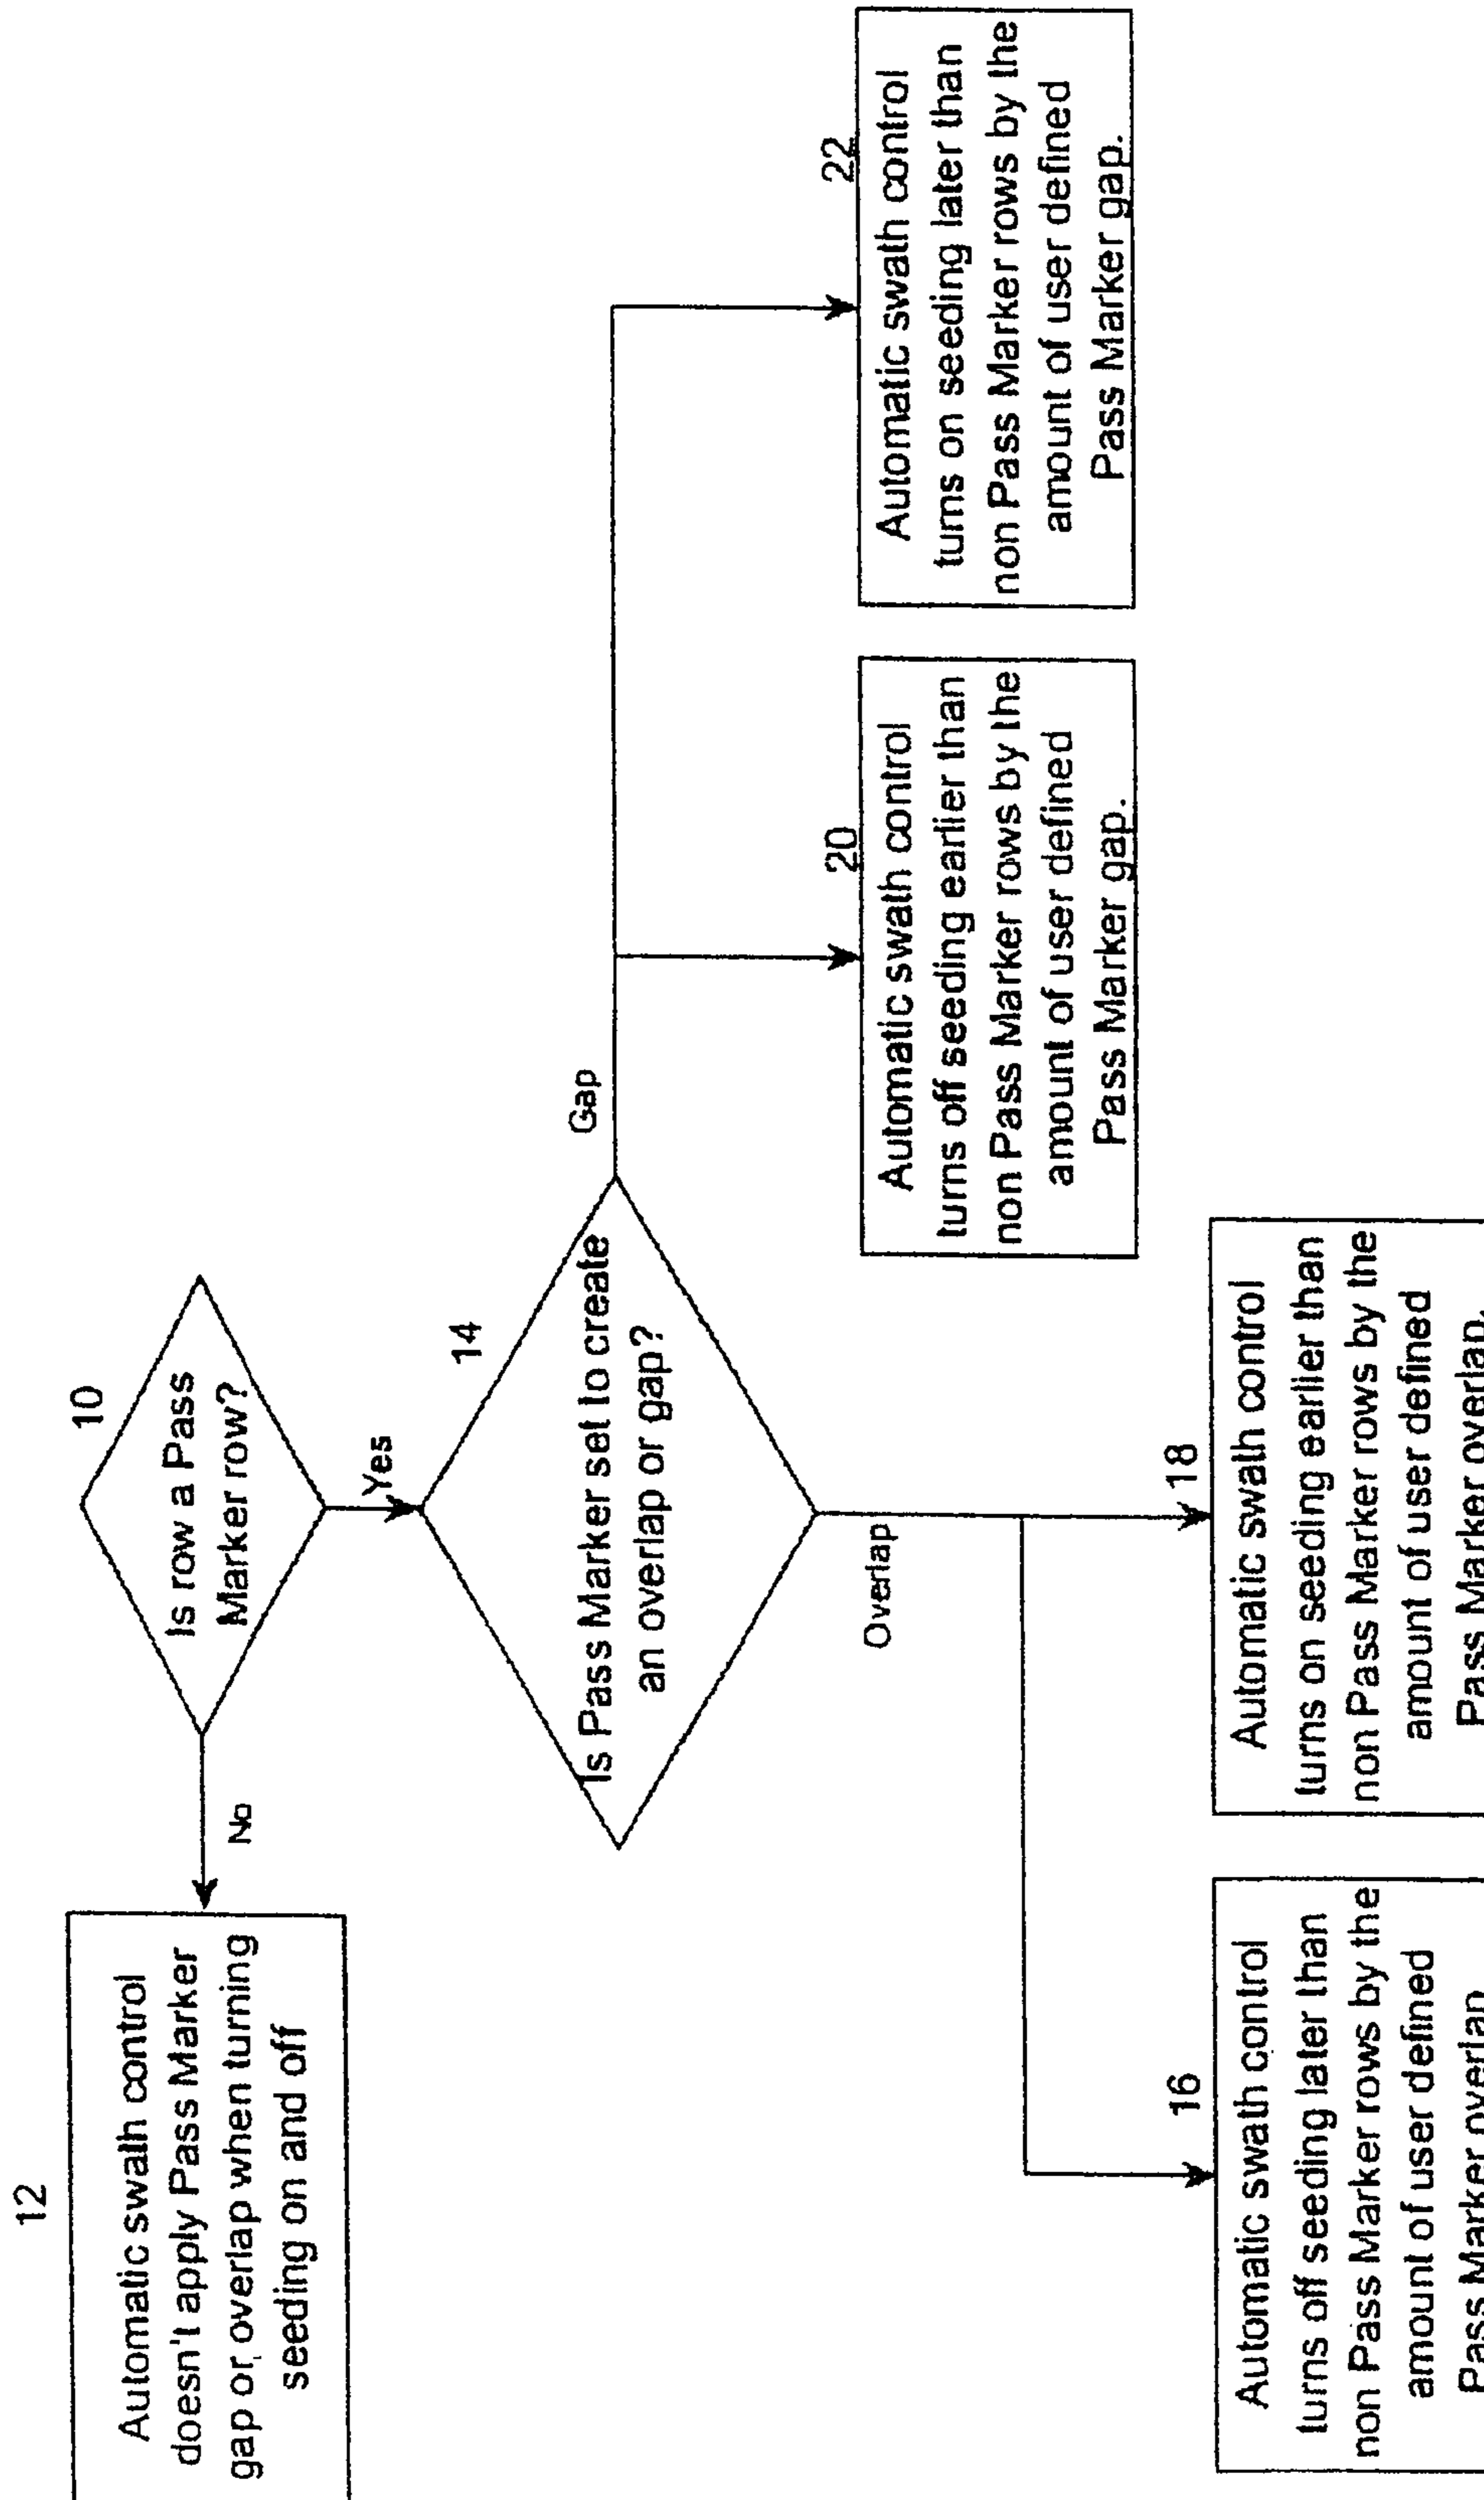 10
Is row a Pass
Marker row?
No
Yes
12
Automatic swath control
doesn't apply Pass Marker
gap or overlap when turning
seeding on and off
14
Is Pass Marker set to create
an overlap or gap?
Gap
Overlap
20
Automatic swath control
turns off seeding earlier than
non Pass Marker rows by the
amount of user defined
Pass Marker gap.
22
Automatic swath control
turns on seeding later than
non Pass Marker rows by the
amount of user defined
Pass Marker gap.
16
Automatic swath control
turns off seeding later than
non Pass Marker rows by the
amount of user defined
Pass Marker overlap
18
Automatic swath control
turns on seeding earlier than
non Pass Marker rows by the
amount of user defined
Pass Marker overlap.